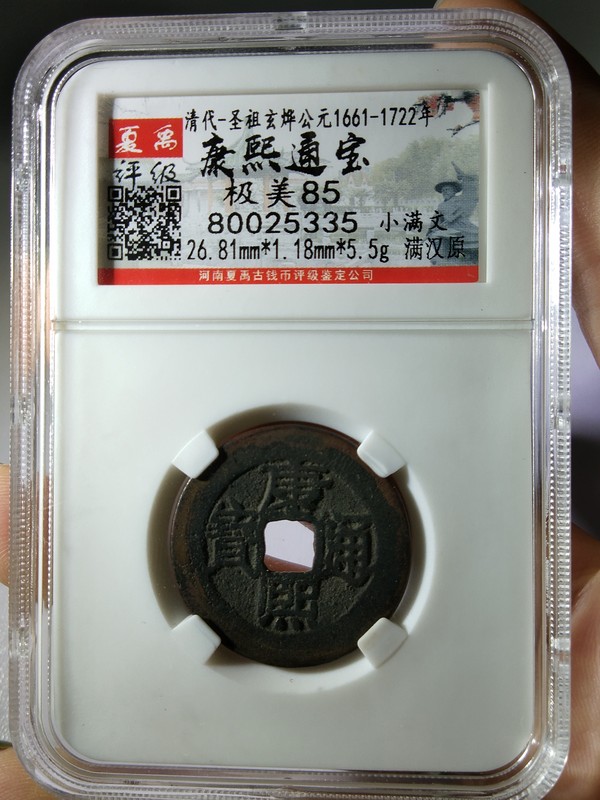 清代-圣祖玄烨公元1661-1722年
夏禹
评级
康熙通宝
极美85
80025335 小满文
26.81mm*1.18mm*5.5g 满汉原
河南夏禹古钱币评级鉴定公司
康熙通寳